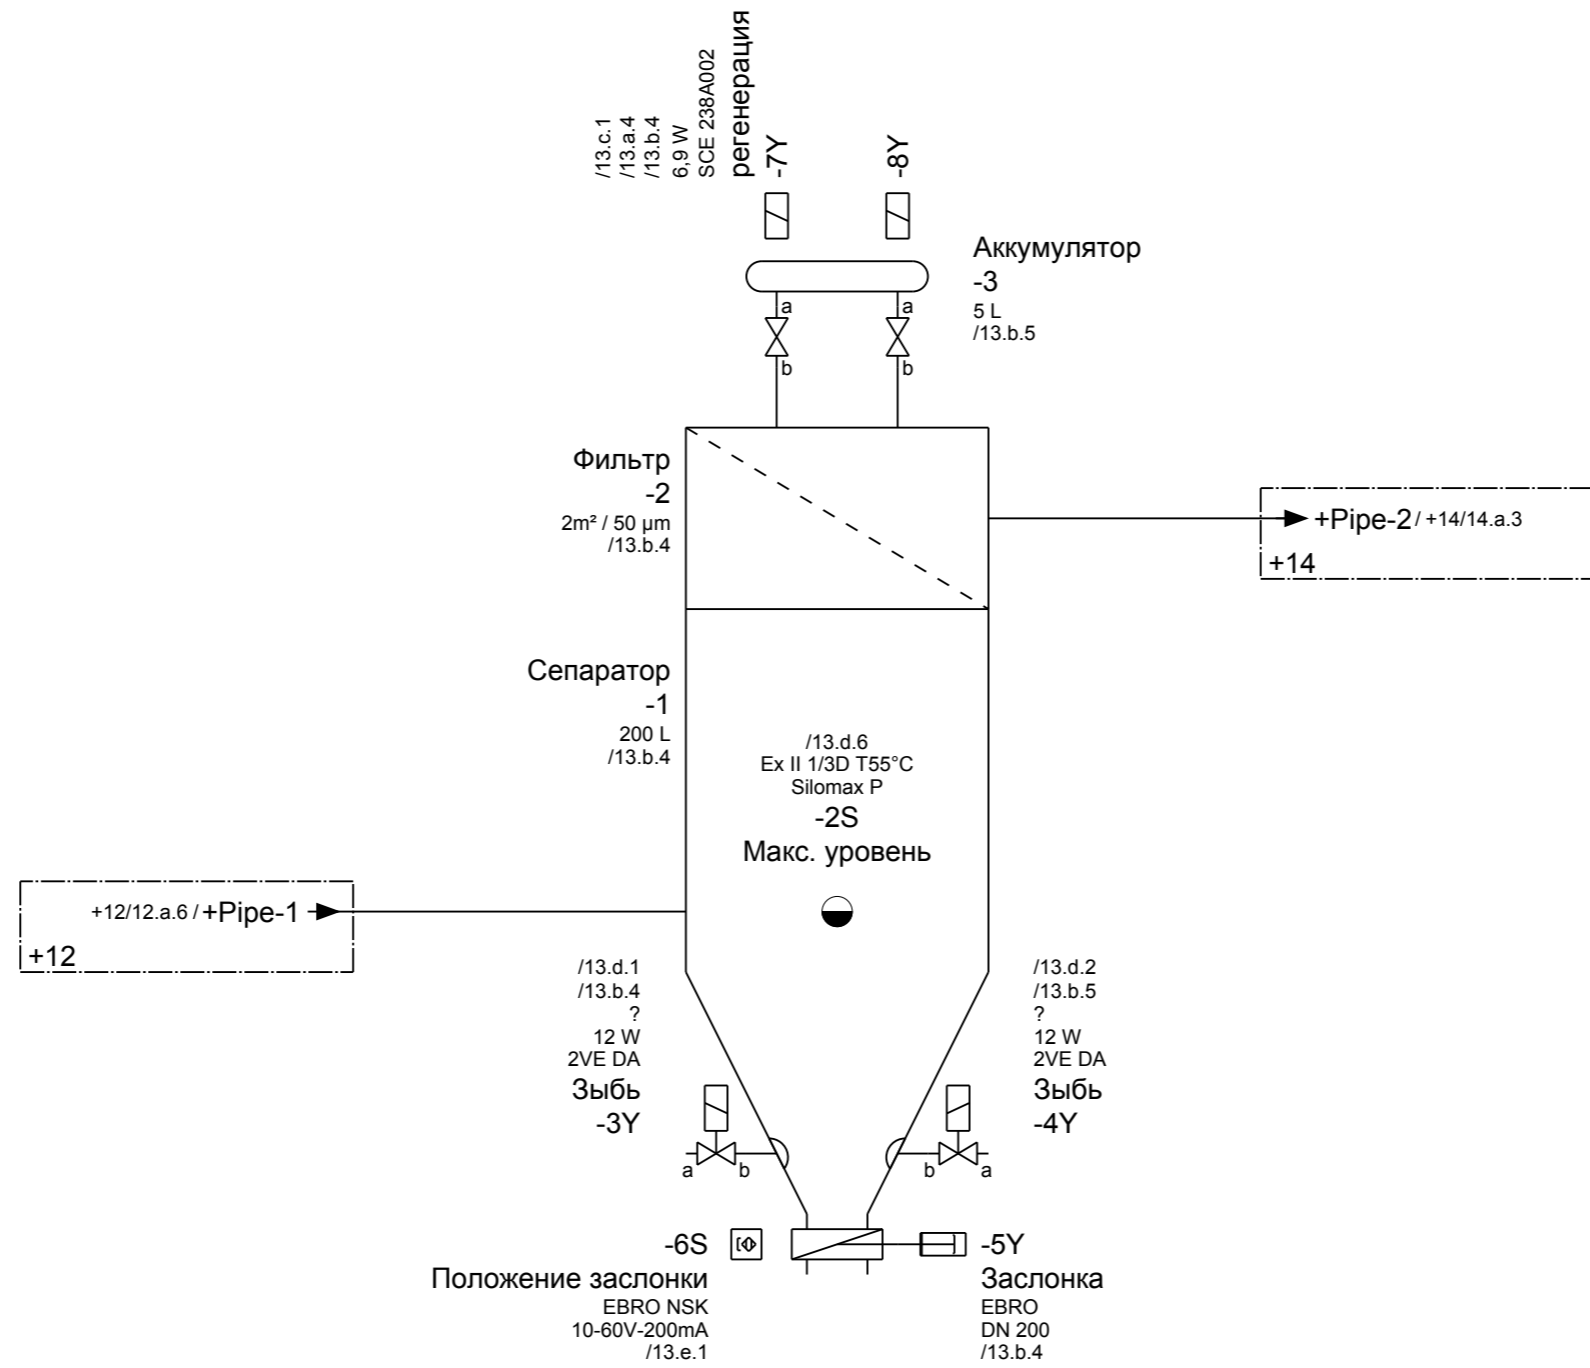 /13.c.1
/13.a.4
/13.b.4
6,9 W
SCE 238A002
регенерация
-7Y
-8Y
Аккумулятор
-3
5 L
/13.b.5
a
a
b
b
Фильтр
-2
2m² / 50 µm
/13.b.4
+Pipe-2 / +14/14.a.3
+14
Сепаратор
-1
200 L
/13.b.4
/13.d.6
Ex II 1/3D T55°C
Silomax P
-2S
Макс. уровень
+12/12.a.6 / +Pipe-1
+12
/13.d.1
/13.b.4
?
12 W
2VE DA
Зыбь
-3Y
a
b
/13.d.2
/13.b.5
?
12 W
2VE DA
Зыбь
-4Y
b
a
-6S
Положение заслонки
EBRO NSK
10-60V-200mA
/13.e.1
-5Y
Заслонка
EBRO
DN 200
/13.b.4